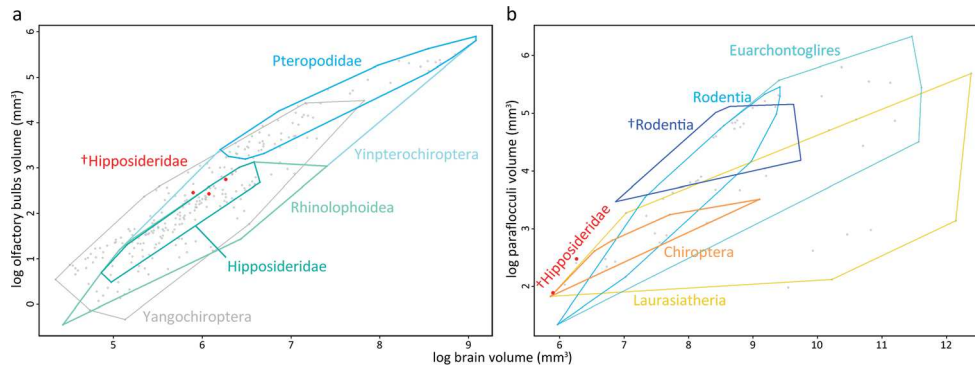 a
log olfactory bulbs volume (mm³)
6
5
4
3
2
1
0
Pteropodidae
†Hipposideridae
Yinpterochiroptera
Rhinolophoidea
Hipposideridae
Yangochiroptera
5
6
7
8
9
b
log paraflocculi volume (mm³)
6
5
4
3
2
Euarchontoglires
Rodentia
†Rodentia
†Hipposideridae
Chiroptera
Laurasiatheria
6
7
8
9
10
11
12
log brain volume (mm³)